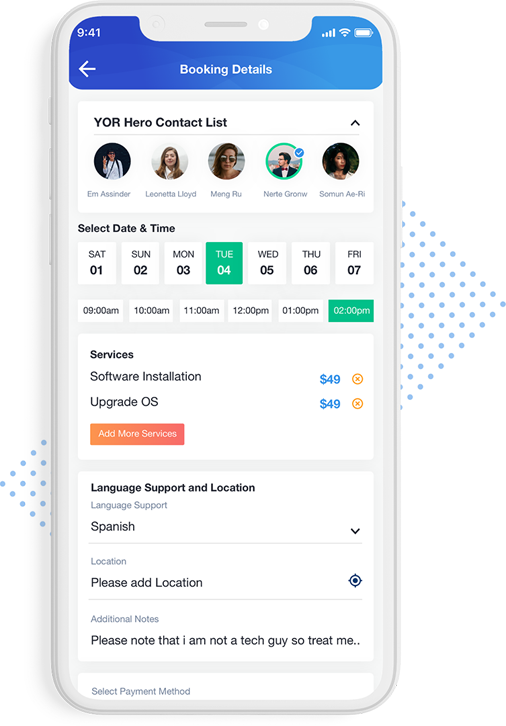 9:41
Booking Details
YOR Hero Contact List
Em Assinder Leonetta Lloyd Meng Ru Nerte Gronw Somun Ae-Ri
Select Date & Time
SAT SUN MON TUE WED THU FRI
01 02 03 04 05 06 07
09:00am 10:00am 11:00am 12:00pm 01:00pm 02:00pm
Services
Software Installation $49
Upgrade OS $49
Add More Services
Language Support and Location
Language Support
Spanish
Location
Please add Location
Additional Notes
Please note that i am not a tech guy so treat me..
Select Payment Method